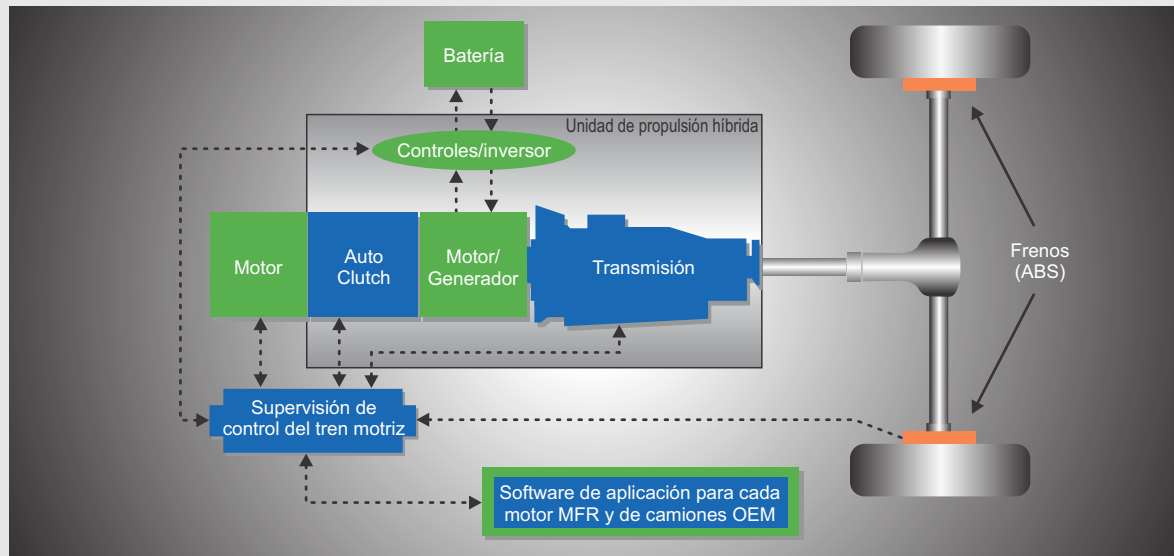 Batería
Unidad de propulsión híbrida
Controles/inversor
Motor
Auto
Clutch
Motor/
Generador
Transmisión
Frenos
(ABS)
Supervisión de
control del tren motriz
Software de aplicación para cada
motor MFR y de camiones OEM